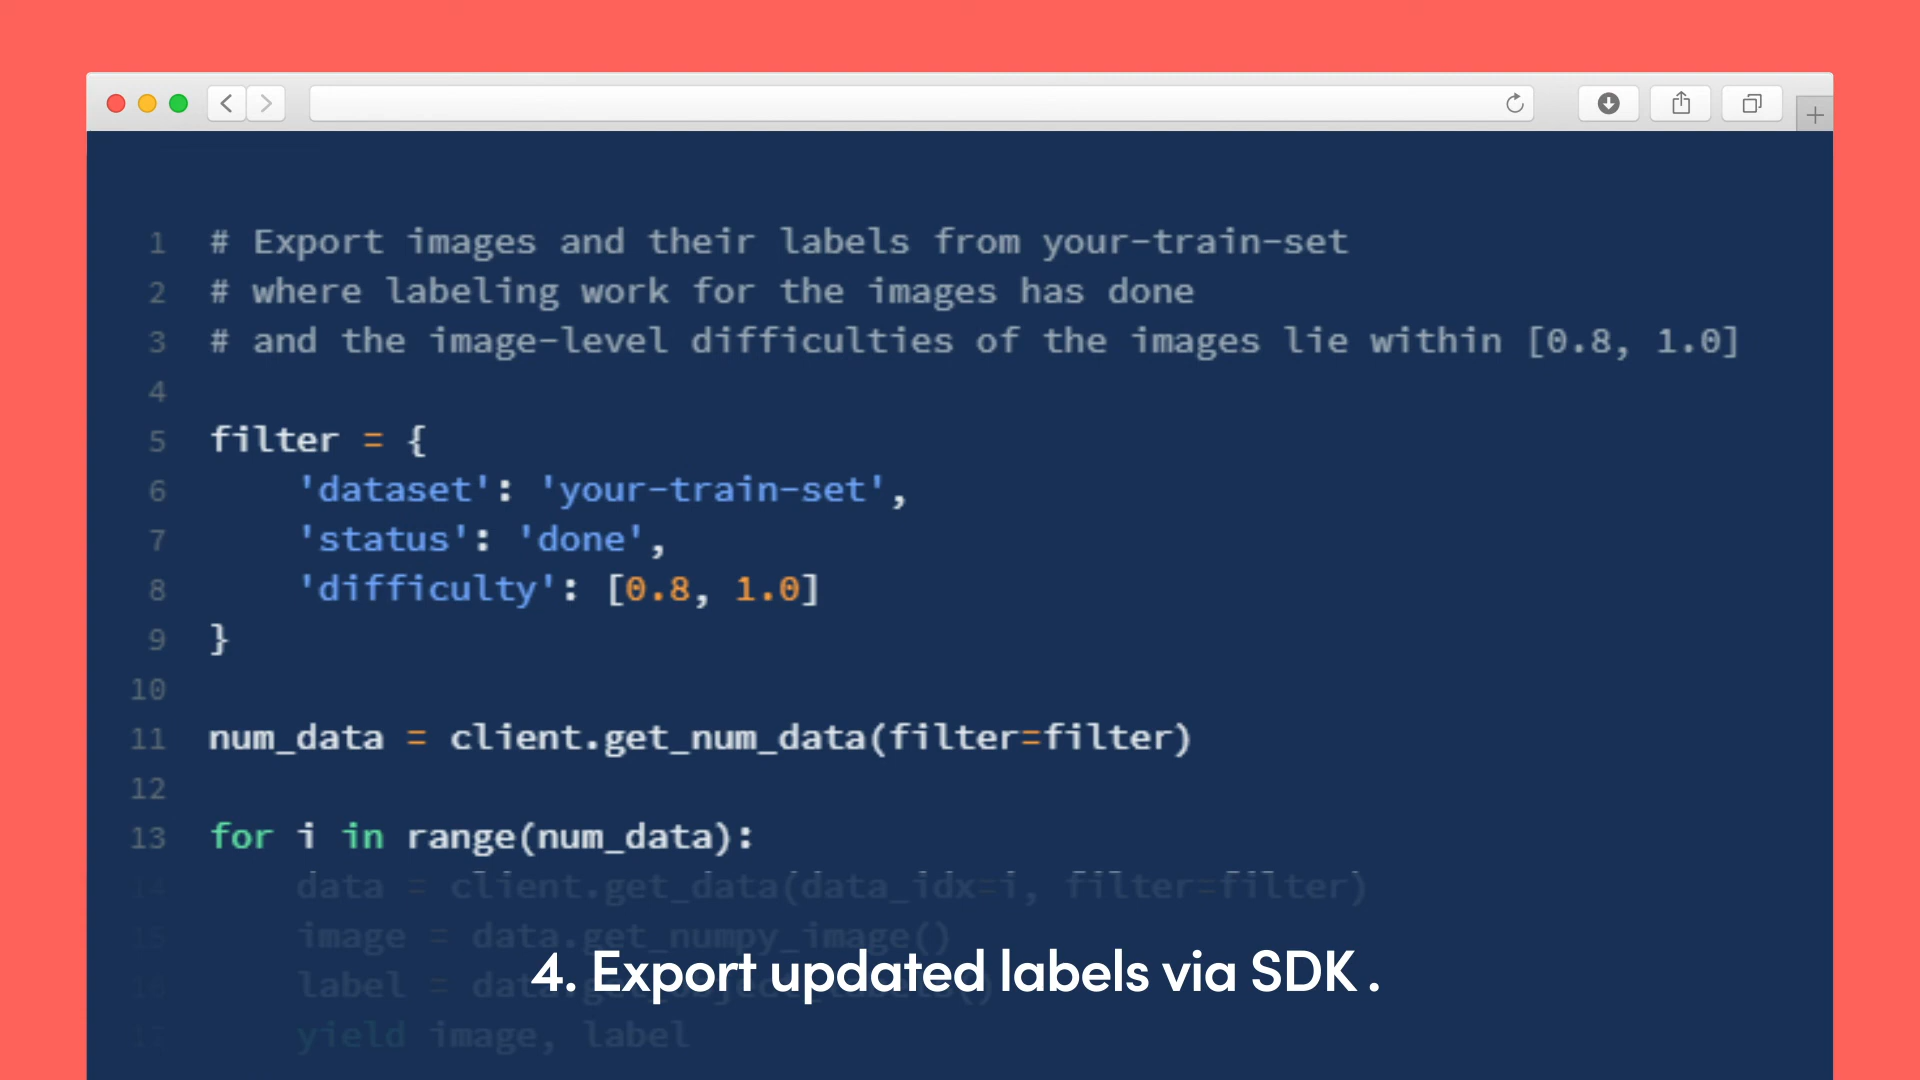 1 # Export images and their labels from your-train-set
2 # where labeling work for the images has done
3 # and the image-level difficulties of the images lie within [0.8, 1.0]
4
5 filter = {
6 'dataset': 'your-train-set',
7 'status': 'done',
8 'difficulty': [0.8, 1.0]
9 }
10
11 num_data = client.get_num_data(filter=filter)
12
13 for i in range(num_data):
14 data = client.get_data(data_idx=i, filter=filter)
15 image = data.get_numpy_image()
16 label =
17 yield image, label
4. Export updated labels via SDK .